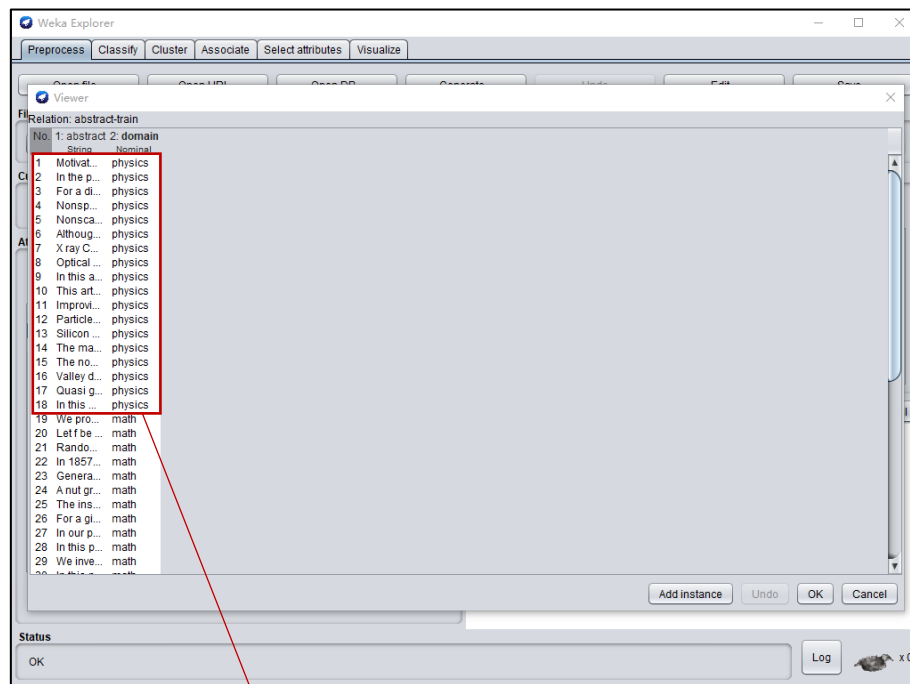 Weka Explorer
Preprocess Classify Cluster Associate Select attributes Visualize
Viewer
Relation: abstract-train
No. 1: abstract 2: domain
String Nominal
1 Motivat... physics
2 In the p... physics
3 For a di... physics
4 Nonsp... physics
5 Nonsca... physics
6 Althoug... physics
7 X ray C... physics
8 Optical ... physics
9 In this a... physics
10 This art... physics
11 Improvi... physics
12 Particle... physics
13 Silicon ... physics
14 The ma... physics
15 The no... physics
16 Valley d... physics
17 Quasi g... physics
18 In this ... physics
19 We pro... math
20 Let f be ... math
21 Rando... math
22 In 1857... math
23 Genera... math
24 A nut gr... math
25 The ins... math
26 For a gi... math
27 In our p... math
28 In this p... math
29 We inve... math
Add instance Undo OK Cancel
Status
OK
Log
x 0